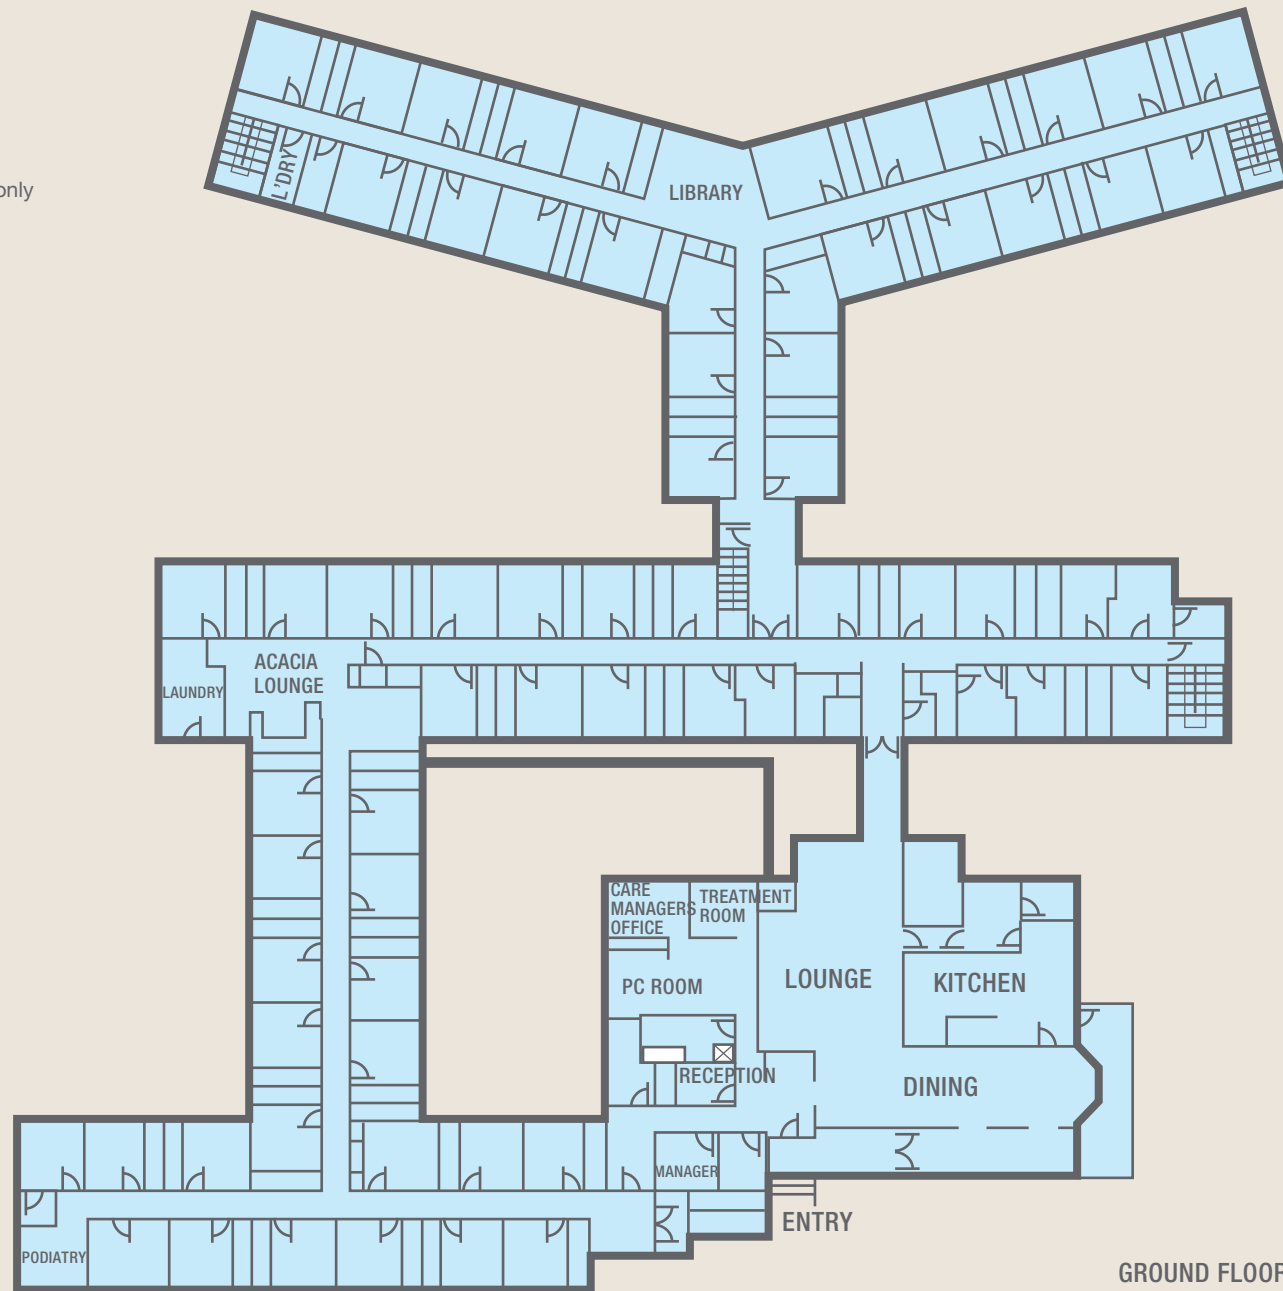 only
L'DRY
LIBRARY
ACACIA
LOUNGE
LAUNDRY
CARE
MANAGERS
OFFICE
TREATMENT
ROOM
PC ROOM
LOUNGE
KITCHEN
RECEPTION
DINING
MANAGER
ENTRY
PODIATRY
GROUND FLOOR